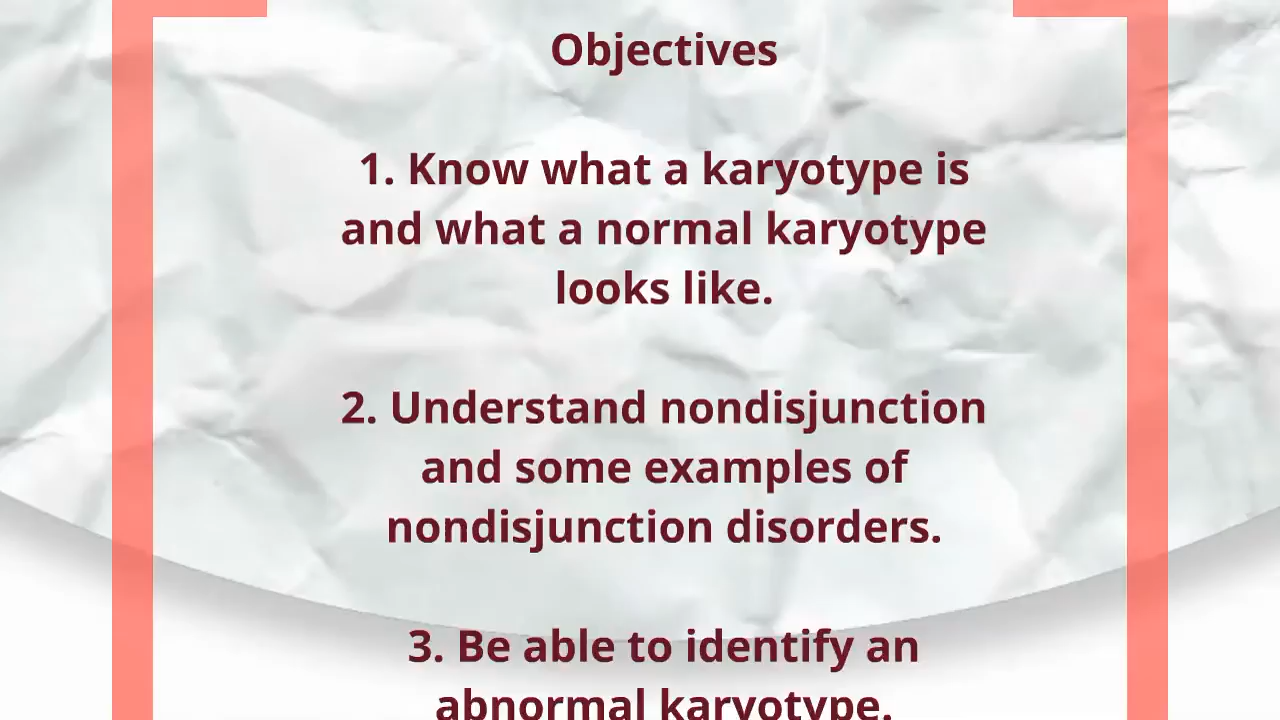 Objectives
1. Know what a karyotype is
and what a normal karyotype
looks like.
2. Understand nondisjunction
and some examples of
nondisjunction disorders.
3. Be able to identify an
abnormal karyotype.